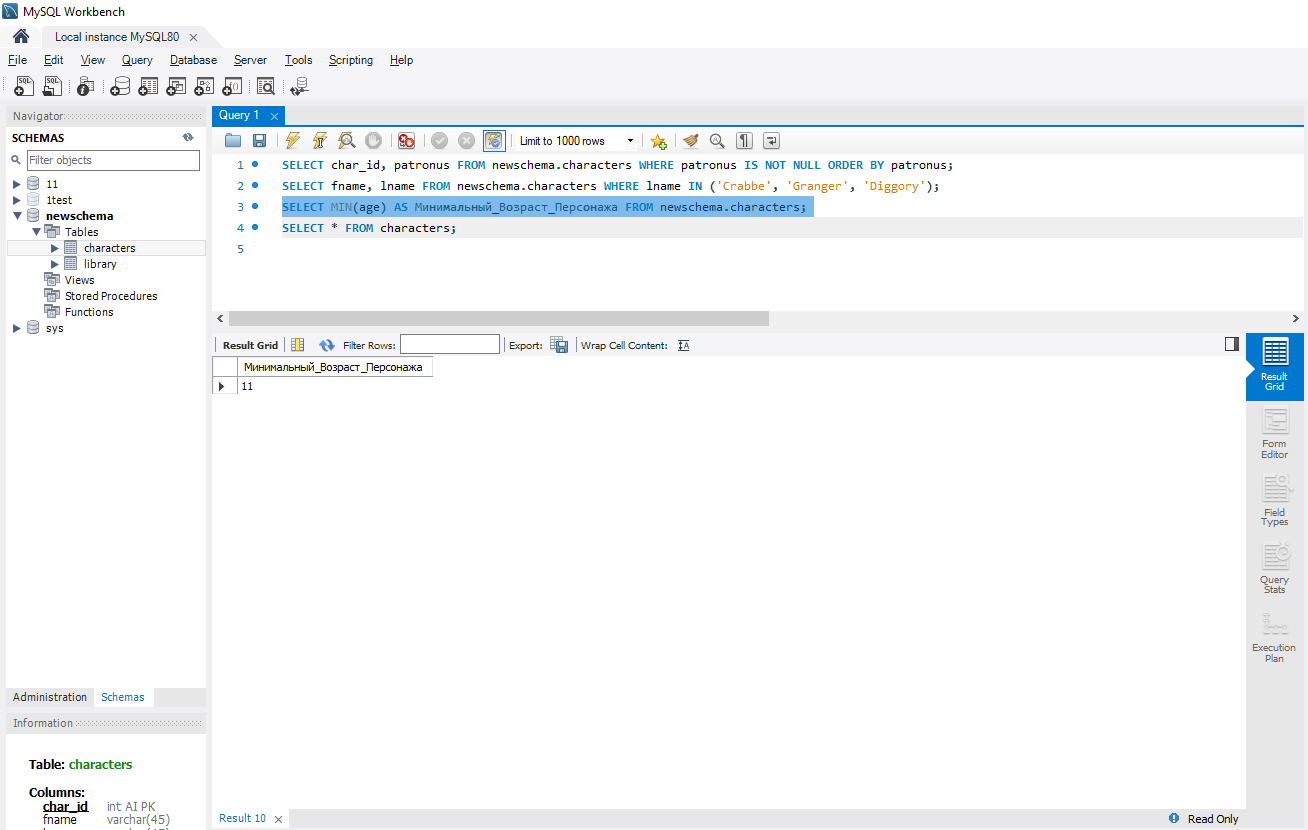 MySQL Workbench
Local instance MySQL80
File Edit View Query Database Server Tools Scripting Help
Navigator
SCHEMAS
Filter objects
11
1test
newschema
Tables
characters
library
Views
Stored Procedures
Functions
sys
Administration Schemas
Information
Table: characters
Columns:
char_id int AI PK
fname varchar(45)
Query 1
Limit to 1000 rows
1 SELECT char_id, patronus FROM newschema.characters WHERE patronus IS NOT NULL ORDER BY patronus;
2 SELECT fname, lname FROM newschema.characters WHERE lname IN ('Crabbe', 'Granger', 'Diggory');
3 SELECT MIN(age) AS Минимальный_Возраст_Персонажа FROM newschema.characters;
4 SELECT * FROM characters;
5
Result Grid Filter Rows: Export: Wrap Cell Content:
Минимальный_Возраст_Персонажа
11
Result
Grid
Form
Editor
Field
Types
Query
Stats
Execution
Plan
Result 10
Read Only